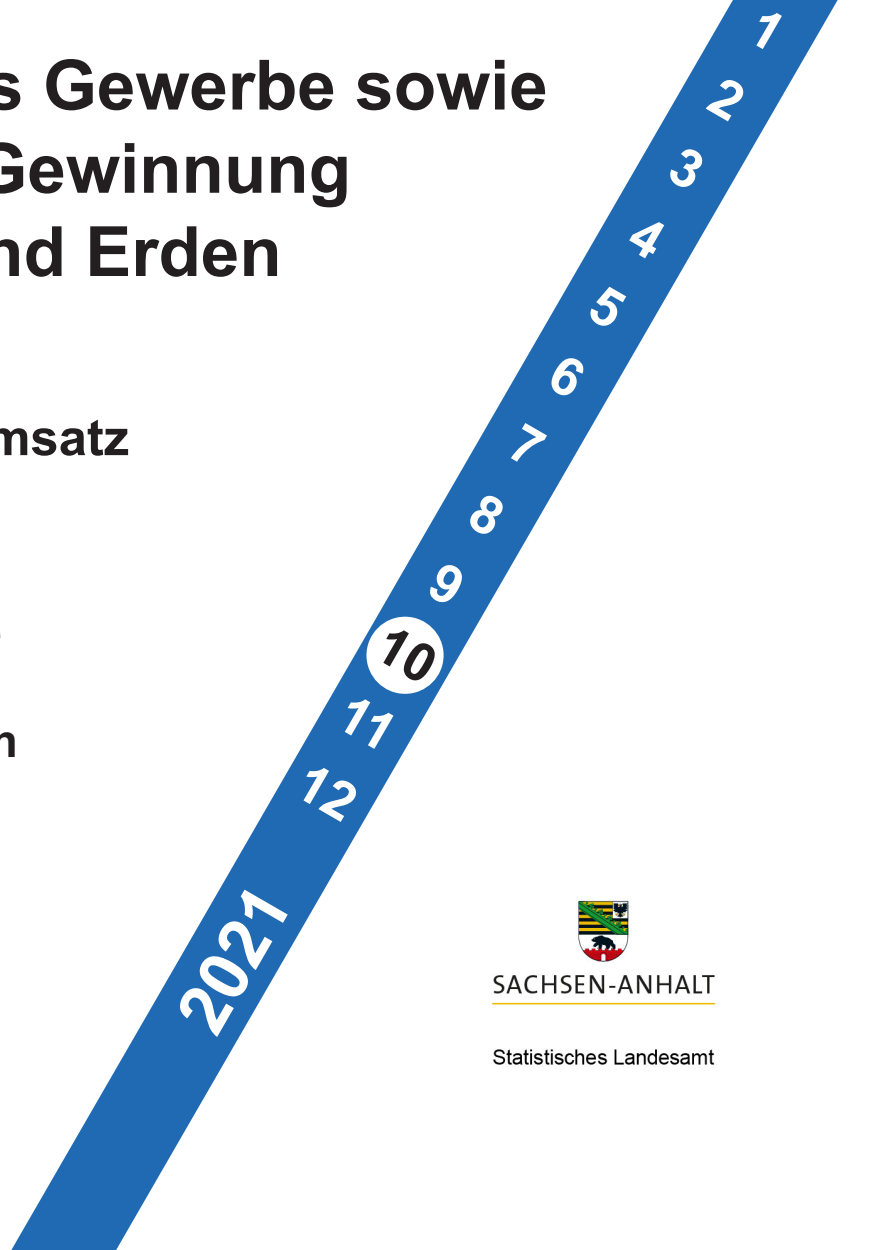 s Gewerbe sowie
Gewinnung
nd Erden
msatz
n
1
2
3
4
5
6
7
8
9
10
11
12
2021
SACHSEN-ANHALT
Statistisches Landesamt